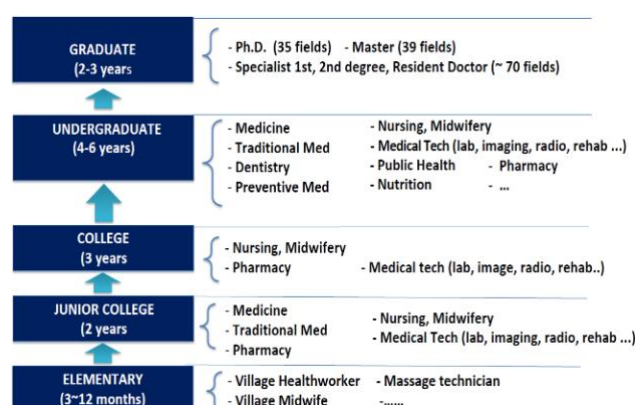 GRADUATE
(2-3 years
- Ph.D. (35 fields) - Master (39 fields)
- Specialist 1st, 2nd degree, Resident Doctor (~ 70 fields)
UNDERGRADUATE
(4-6 years)
- Medicine - Nursing, Midwifery
- Traditional Med - Medical Tech (lab, imaging, radio, rehab ...)
- Dentistry - Public Health - Pharmacy
- Preventive Med - Nutrition - ...
COLLEGE
(3 years
- Nursing, Midwifery
- Pharmacy - Medical tech (lab, image, radio, rehab..)
JUNIOR COLLEGE
(2 years
- Medicine - Nursing, Midwifery
- Traditional Med - Medical Tech (lab, imaging, radio, rehab ...)
- Pharmacy
ELEMENTARY
(3~12 months)
- Village Healthworker - Massage technician
- Village Midwife -......